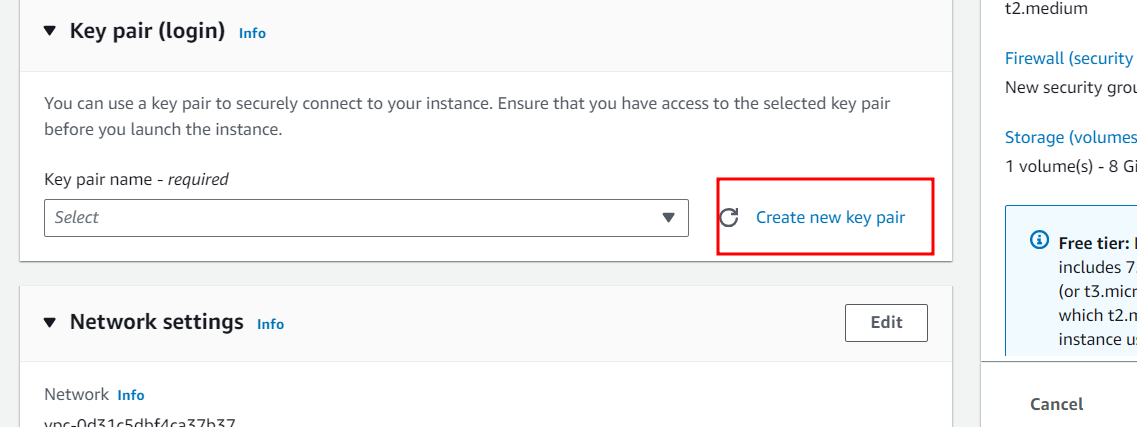 Key pair (login) Info
You can use a key pair to securely connect to your instance. Ensure that you have access to the selected key pair
before you launch the instance.
Key pair name - required
Select
Create new key pair
Network settings Info
Edit
Network Info
vpc-0d31c5dbf4ca37b37
t2.medium
Firewall (security
New security grou
Storage (volumes
1 volume(s) - 8 Gi
Free tier:
includes 7
(or t3.micr
which t2.m
instance us
Cancel